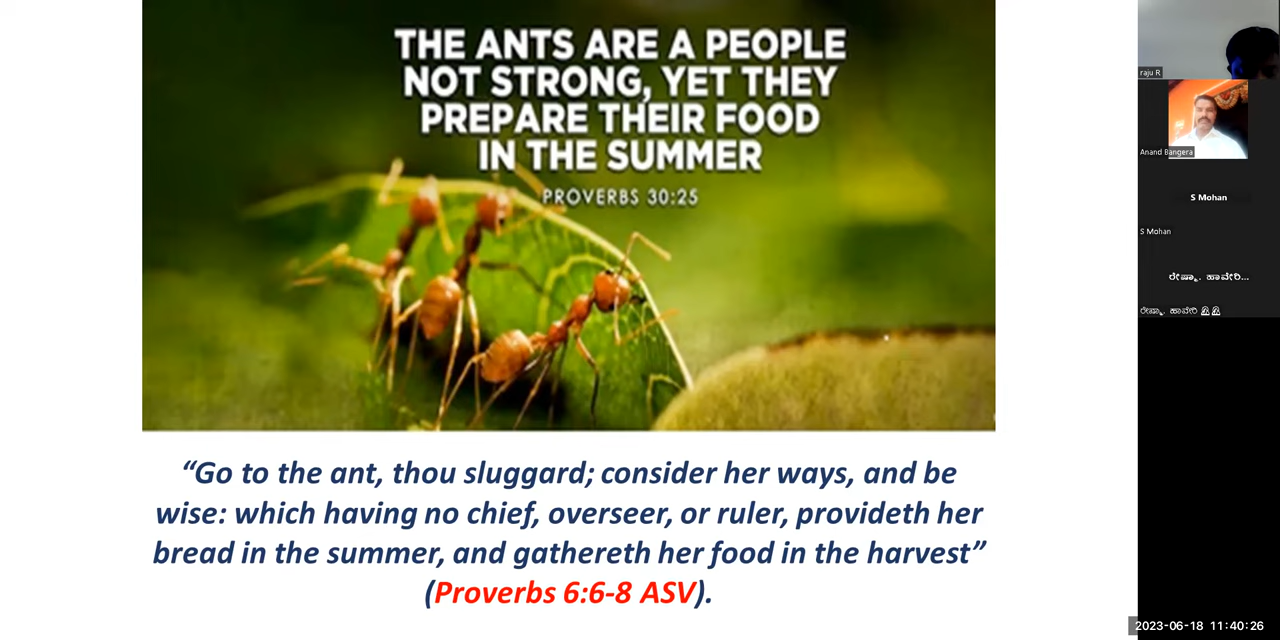 THE ANTS ARE A PEOPLE
NOT STRONG, YET THEY
PREPARE THEIR FOOD
IN THE SUMMER
PROVERBS 30:25
“Go to the ant, thou sluggard; consider her ways, and be
wise: which having no chief, overseer, or ruler, provideth her
bread in the summer, and gathereth her food in the harvest”
(Proverbs 6:6-8 ASV).
raju R
Anand Bangera
S Mohan
S Mohan
ರೇಷ್ಮಾ. ಹಾವೇರಿ...
ರೇಷ್ಮಾ. ಹಾವೇರಿ
2023-06-18 11:40:26